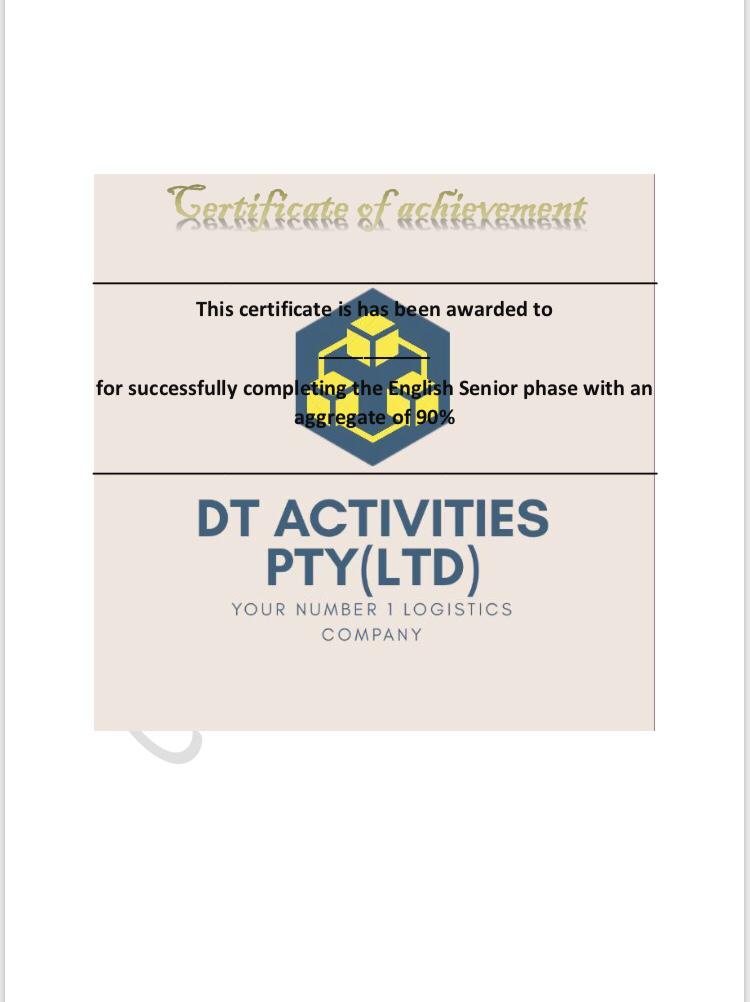 Certificate of achievement
This certificate is has been awarded to
for successfully completing the English Senior phase with an
aggregate of 90%
DT ACTIVITIES
PTY(LTD)
YOUR NUMBER 1 LOGISTICS
COMPANY